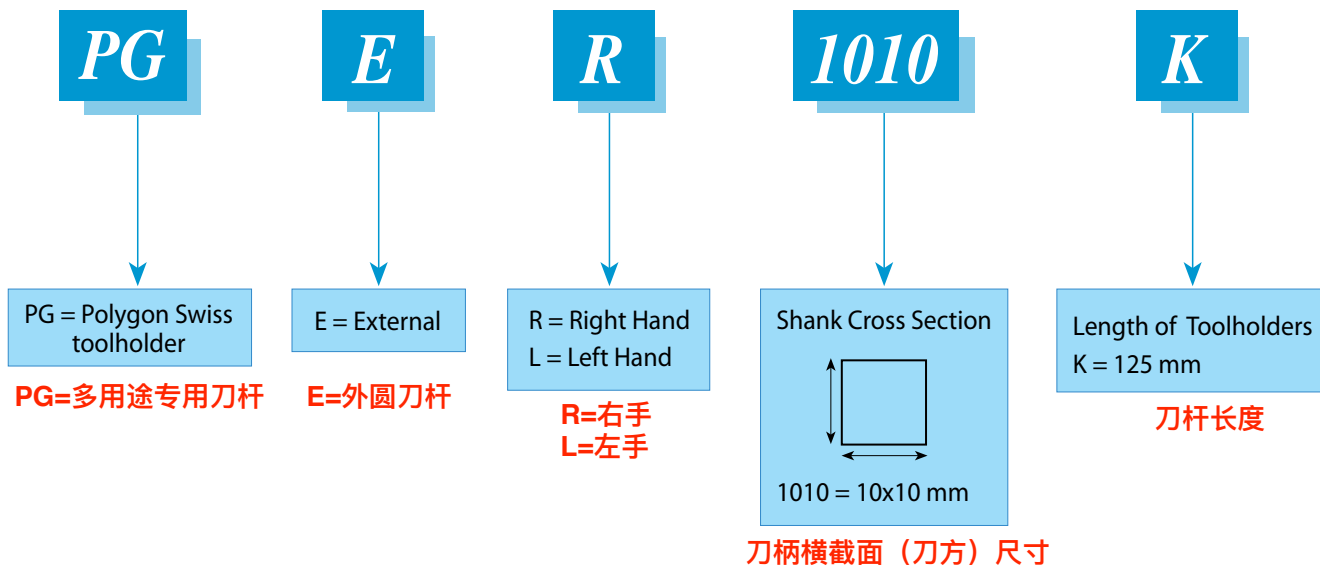 PG
E
R
1010
K
PG = Polygon Swiss
toolholder
PG=多用途专用刀杆
E = External
E=外圆刀杆
R = Right Hand
L = Left Hand
R=右手
L=左手
Shank Cross Section
1010 = 10x10 mm
刀柄横截面（刀方）尺寸
Length of Toolholders
K = 125 mm
刀杆长度